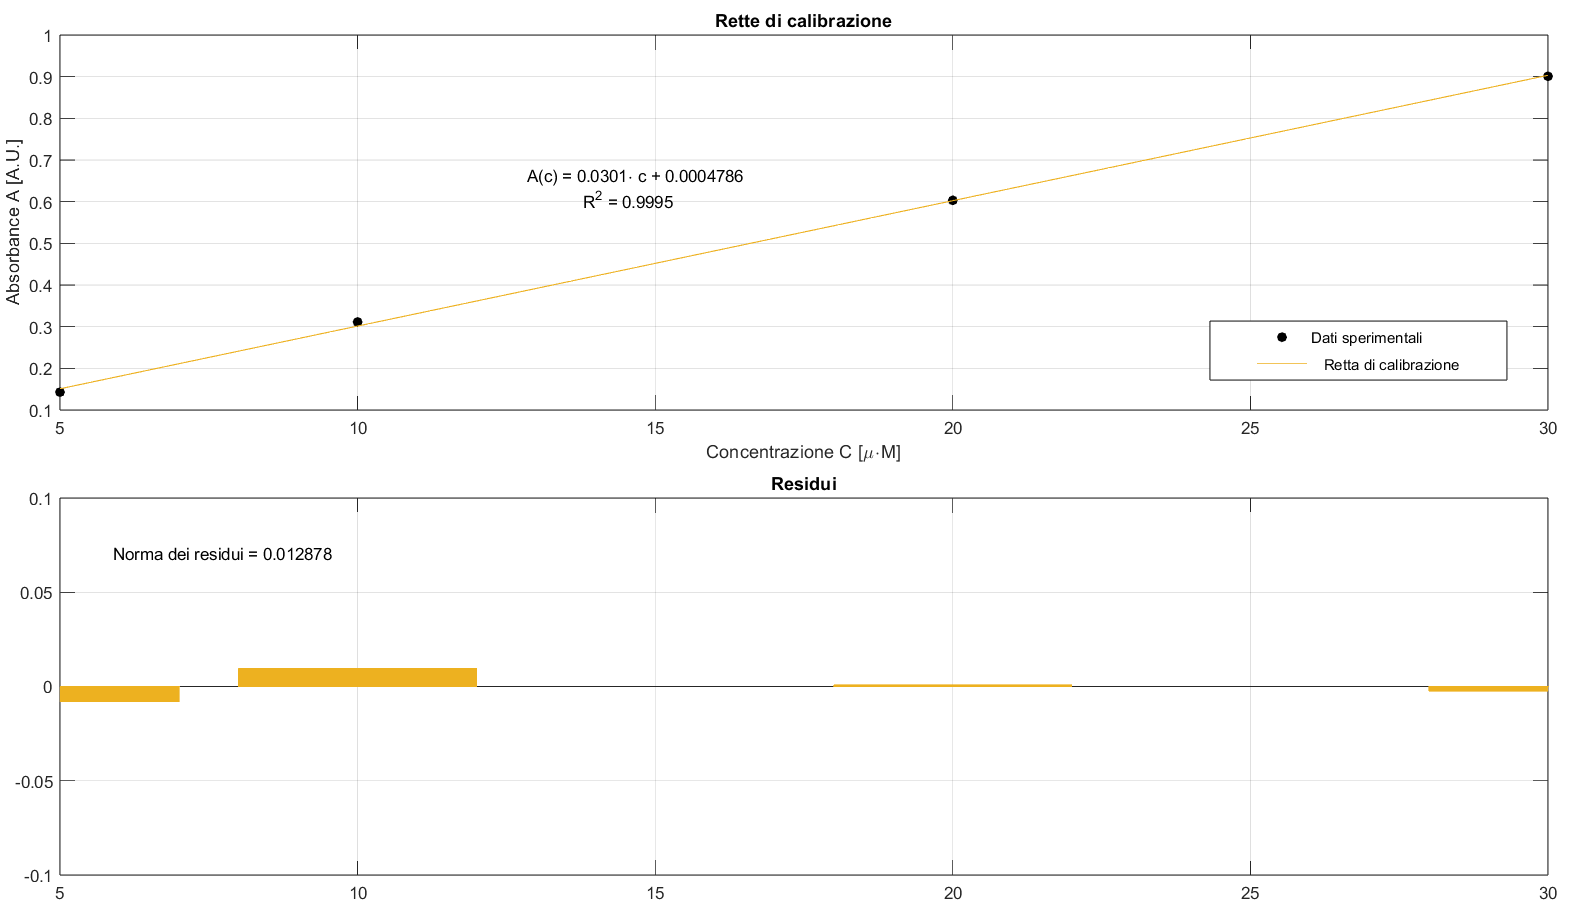 Rette di calibrazione
1
0.9
0.8
0.7
0.6
0.5
0.4
0.3
0.2
0.1
Absorbance A [A.U.]
A(c) = 0.0301· c + 0.0004786
R² = 0.9995
Dati sperimentali
Retta di calibrazione
5 10 15 20 25 30
Concentrazione C [μ·M]
Residui
0.1
0.05
0
-0.05
-0.1
Norma dei residui = 0.012878
5 10 15 20 25 30